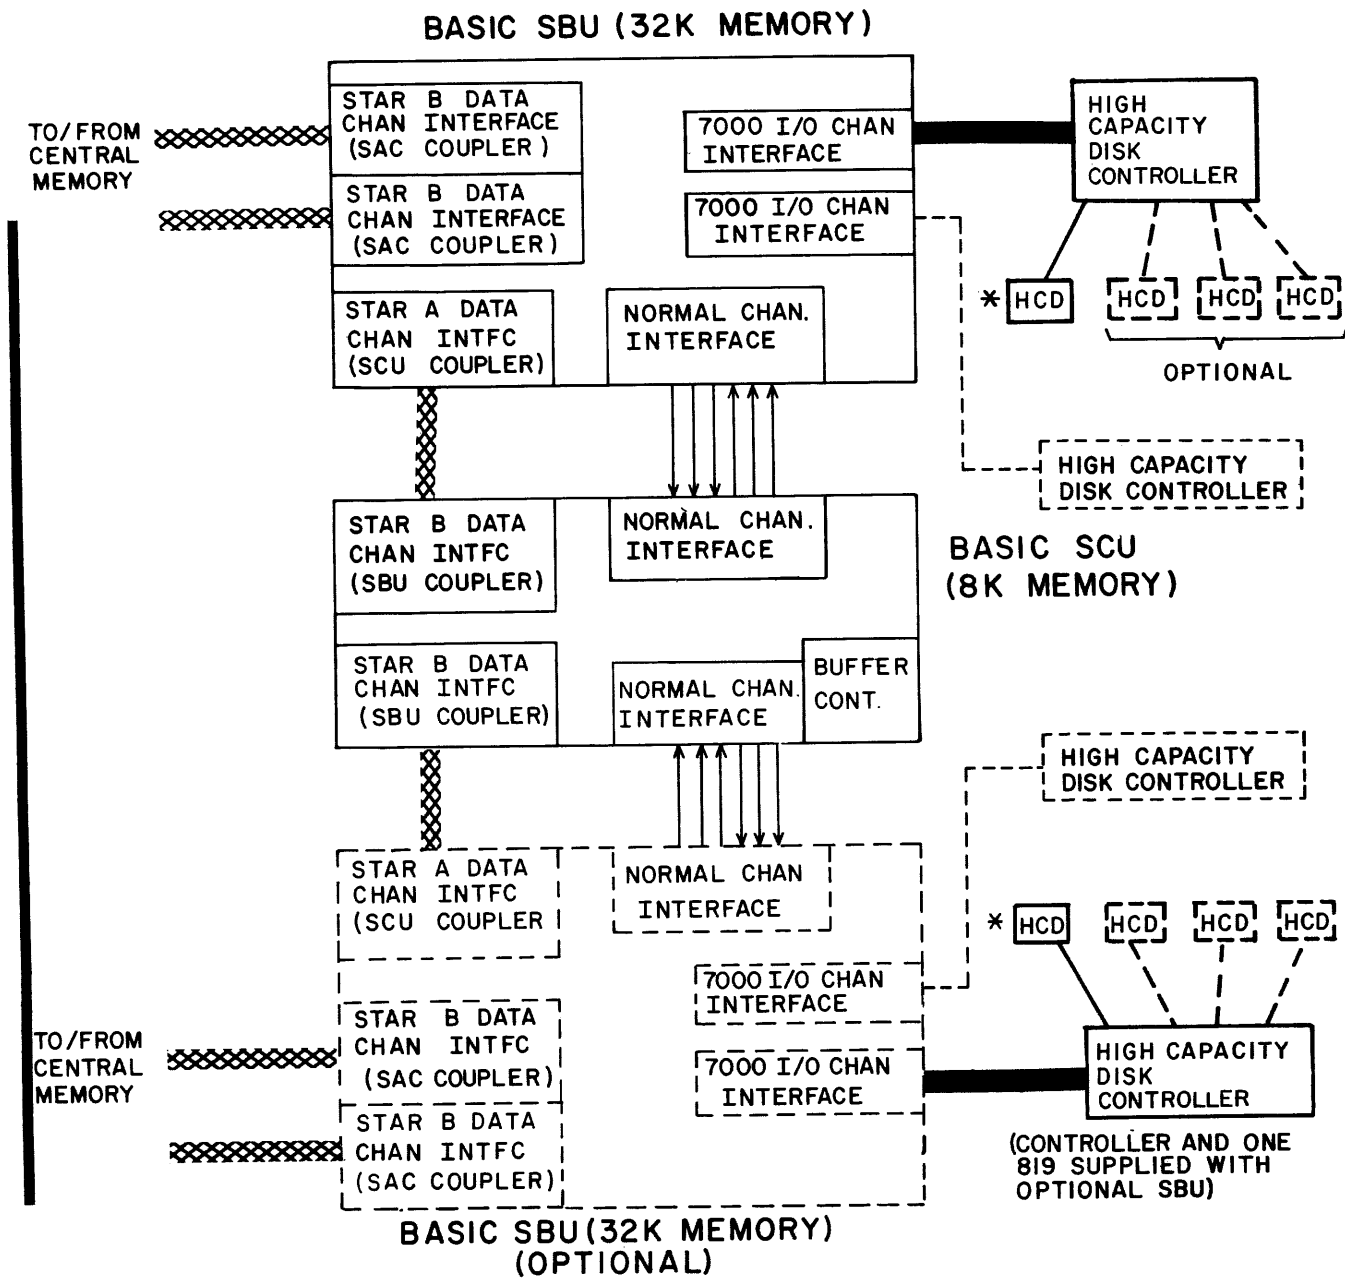 BASIC SBU (32K MEMORY)
STAR B DATA
CHAN INTERFACE
(SAC COUPLER)
TO/FROM
CENTRAL
MEMORY
STAR B DATA
CHAN INTERFACE
(SAC COUPLER)
STAR A DATA
CHAN INTFC
(SCU COUPLER)
7000 I/O CHAN
INTERFACE
7000 I/O CHAN
INTERFACE
NORMAL CHAN.
INTERFACE
HIGH
CAPACITY
DISK
CONTROLLER
* HCD
HCD
HCD
HCD
OPTIONAL
HIGH CAPACITY
DISK CONTROLLER
STAR B DATA
CHAN INTFC
(SBU COUPLER)
NORMAL CHAN.
INTERFACE
BASIC SCU
(8K MEMORY)
STAR B DATA
CHAN INTFC
(SBU COUPLER)
NORMAL CHAN.
INTERFACE
BUFFER
CONT.
HIGH CAPACITY
DISK CONTROLLER
STAR A DATA
CHAN INTFC
(SCU COUPLER
NORMAL CHAN
INTERFACE
* HCD
HCD
HCD
HCD
7000 I/O CHAN
INTERFACE
TO/FROM
CENTRAL
MEMORY
STAR B DATA
CHAN INTFC
(SAC COUPLER)
7000 I/O CHAN
INTERFACE
HIGH CAPACITY
DISK
CONTROLLER
STAR B DATA
CHAN INTFC
(SAC COUPLER)
(CONTROLLER AND ONE
819 SUPPLIED WITH
OPTIONAL SBU)
BASIC SBU (32K MEMORY)
(OPTIONAL)